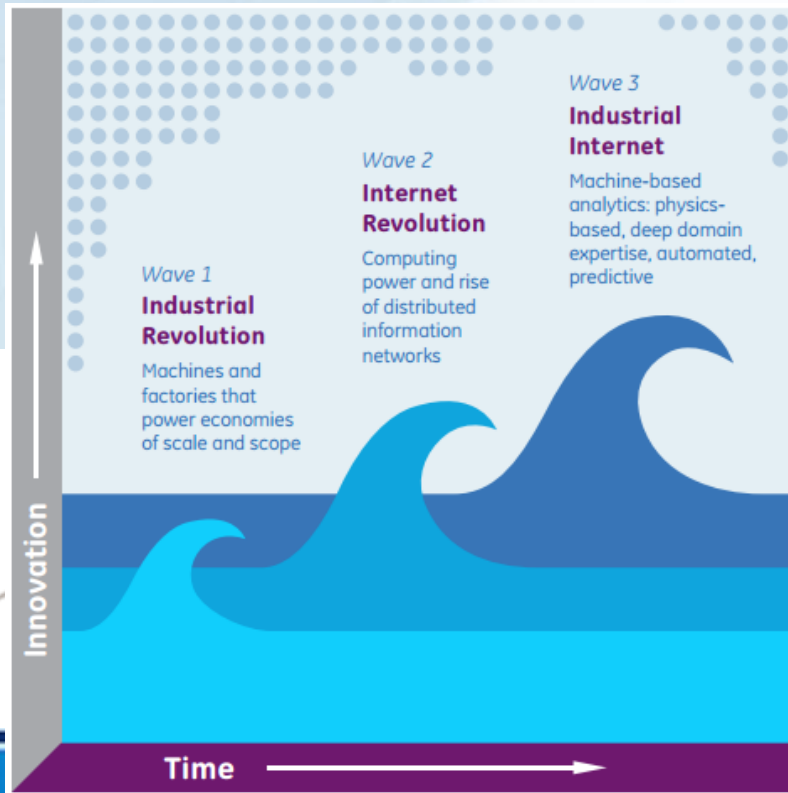 Wave 1
Industrial
Revolution
Machines and
factories that
power economies
of scale and scope
Wave 2
Internet
Revolution
Computing
power and rise
of distributed
information
networks
Wave 3
Industrial
Internet
Machine-based
analytics: physics-
based, deep domain
expertise, automated,
predictive
Innovation
Time